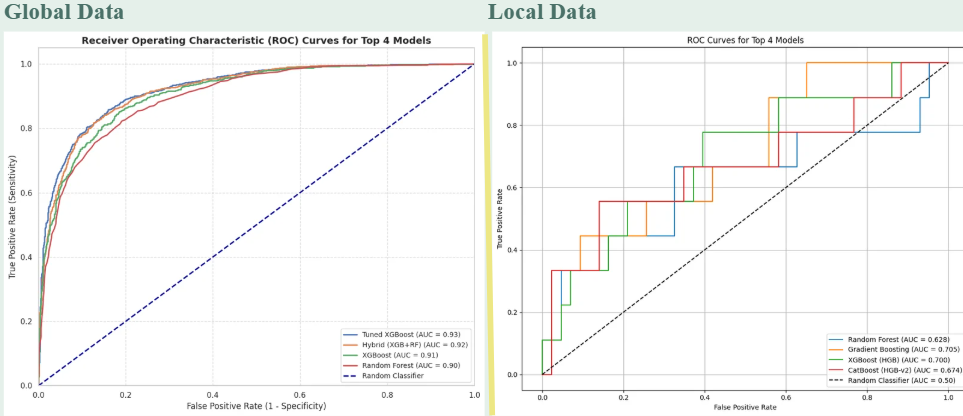 Global Data
Local Data
Receiver Operating Characteristic (ROC) Curves for Top 4 Models
1.0
0.8
0.6
0.4
0.2
0.0
True Positive Rate (Sensitivity)
Tuned XGBoost (AUC = 0.93)
Hybrid (XGB+RF) (AUC = 0.92)
XGBoost (AUC = 0.91)
Random Forest (AUC = 0.90)
Random Classifier
0.0 0.2 0.4 0.6 0.8 1.0
False Positive Rate (1 - Specificity)
ROC Curves for Top 4 Models
1.0
0.8
0.6
0.4
0.2
0.0
True Positive Rate
Random Forest (AUC = 0.628)
Gradient Boosting (AUC = 0.705)
XGBoost (HGB) (AUC = 0.700)
CatBoost (HGB-v2) (AUC = 0.674)
Random Classifier (AUC = 0.50)
0.0 0.2 0.4 0.6 0.8 1.0
False Positive Rate